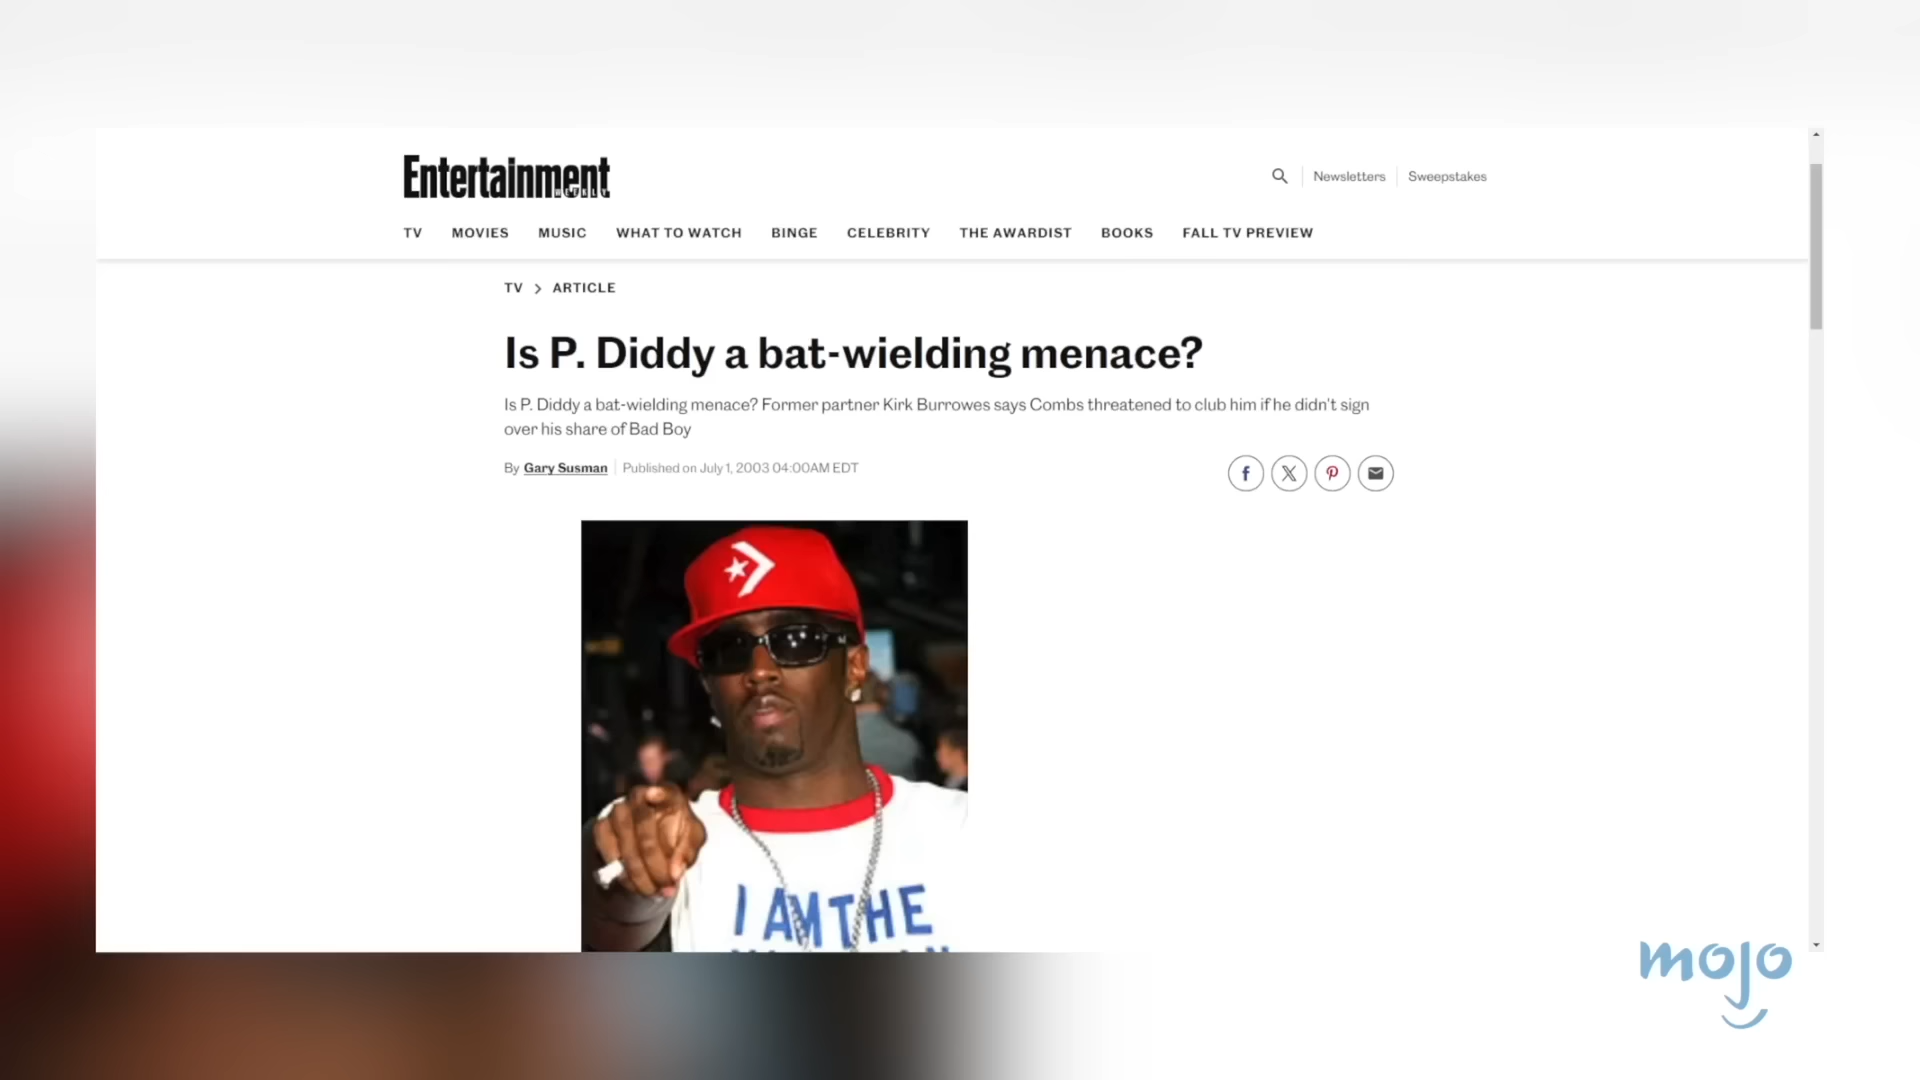 Entertainment
WEEKLY
Newsletters
Sweepstakes
TV MOVIES MUSIC WHAT TO WATCH BINGE CELEBRITY THE AWARDIST BOOKS FALL TV PREVIEW
TV > ARTICLE
Is P. Diddy a bat-wielding menace?
Is P. Diddy a bat-wielding menace? Former partner Kirk Burrowes says Combs threatened to club him if he didn't sign
over his share of Bad Boy
By Gary Susman Published on July 1, 2003 04:00AM EDT
I AM THE
mojo